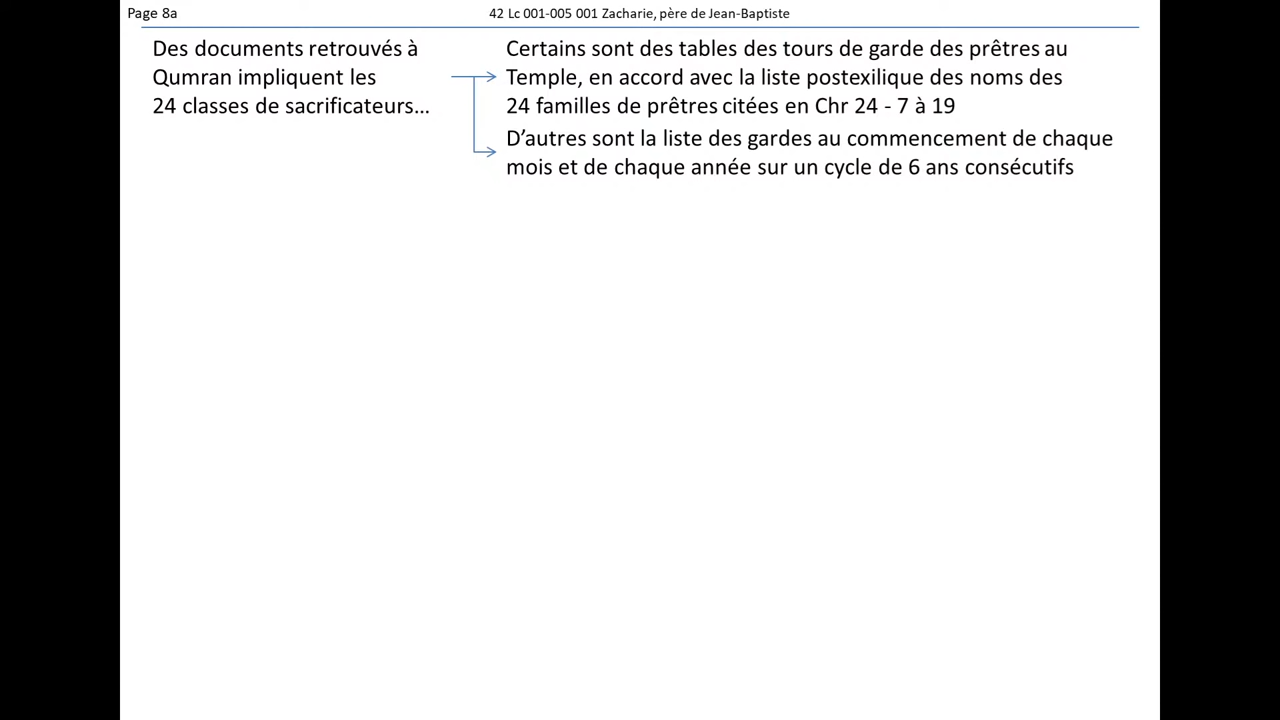 Page 8a
42 Lc 001-005 001 Zacharie, père de Jean-Baptiste
Des documents retrouvés à
Qumran impliquent les
24 classes de sacrificateurs...
Certains sont des tables des tours de garde des prêtres au
Temple, en accord avec la liste postexilique des noms des
24 familles de prêtres citées en Chr 24 - 7 à 19
D’autres sont la liste des gardes au commencement de chaque
mois et de chaque année sur un cycle de 6 ans consécutifs